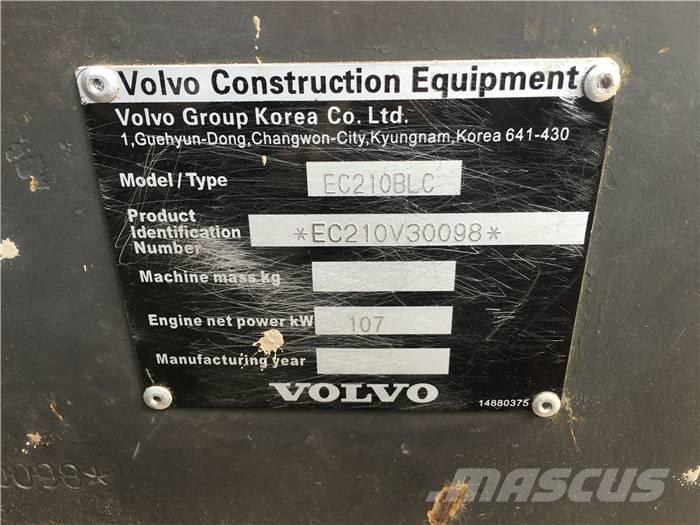 Volvo Construction Equipment
Volvo Group Korea Co. Ltd.
1,Guehyun-Dong,Changwon-City,Kyungnam,Korea 641-430
Model/Type EC210BLC
Product
Identification *EC210V30098*
Number
Machine mass kg
Engine net power kW 107
Manufacturing year
VOLVO
14880375
0098*
MASCUS